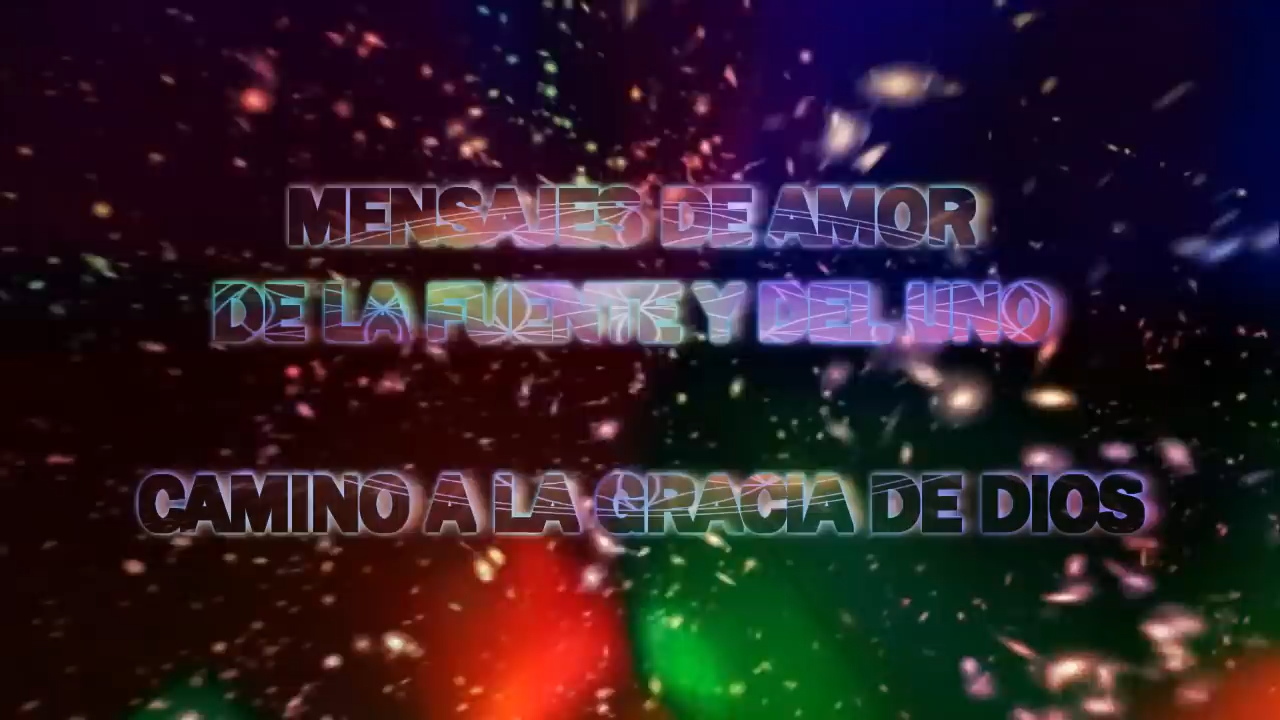 MENSAJES DE AMOR
DE LA FUENTE Y DEL UNO
CAMINO A LA GRACIA DE DIOS